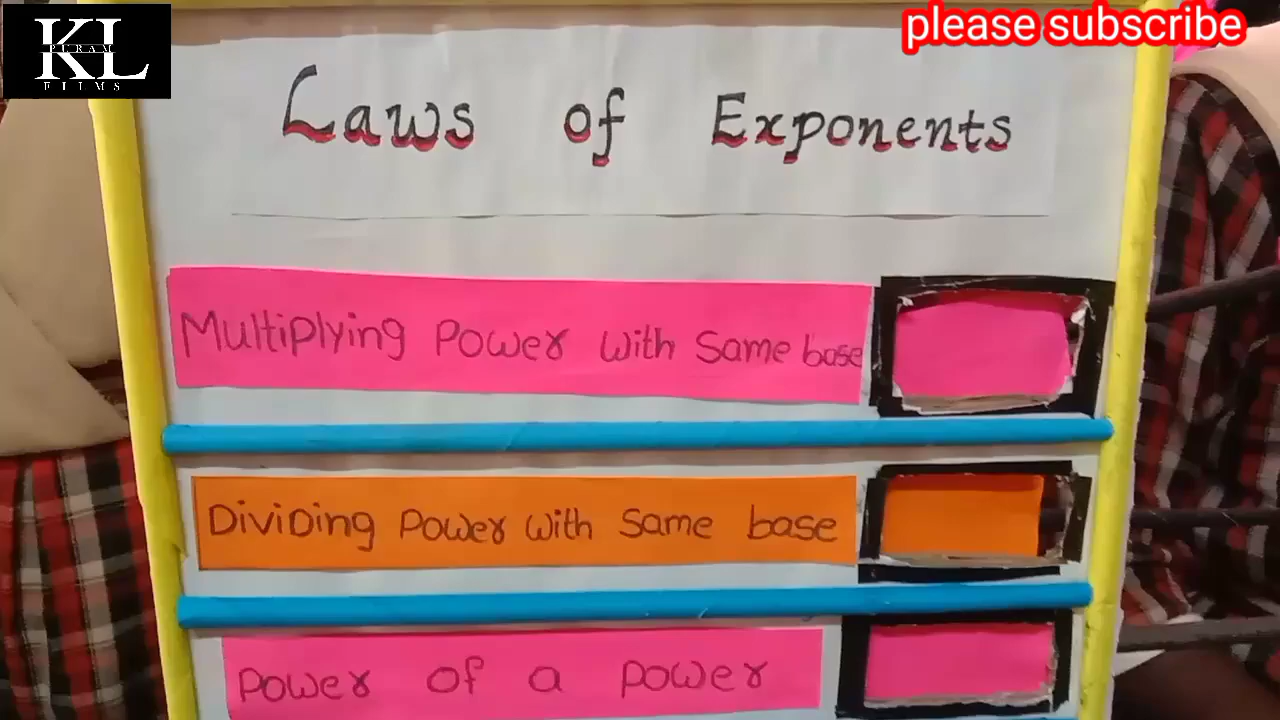 KL
PURAM
FILMS
please subscribe
Laws of Exponents
Multiplying Power with Same base
Dividing Power with Same base
Power of a power